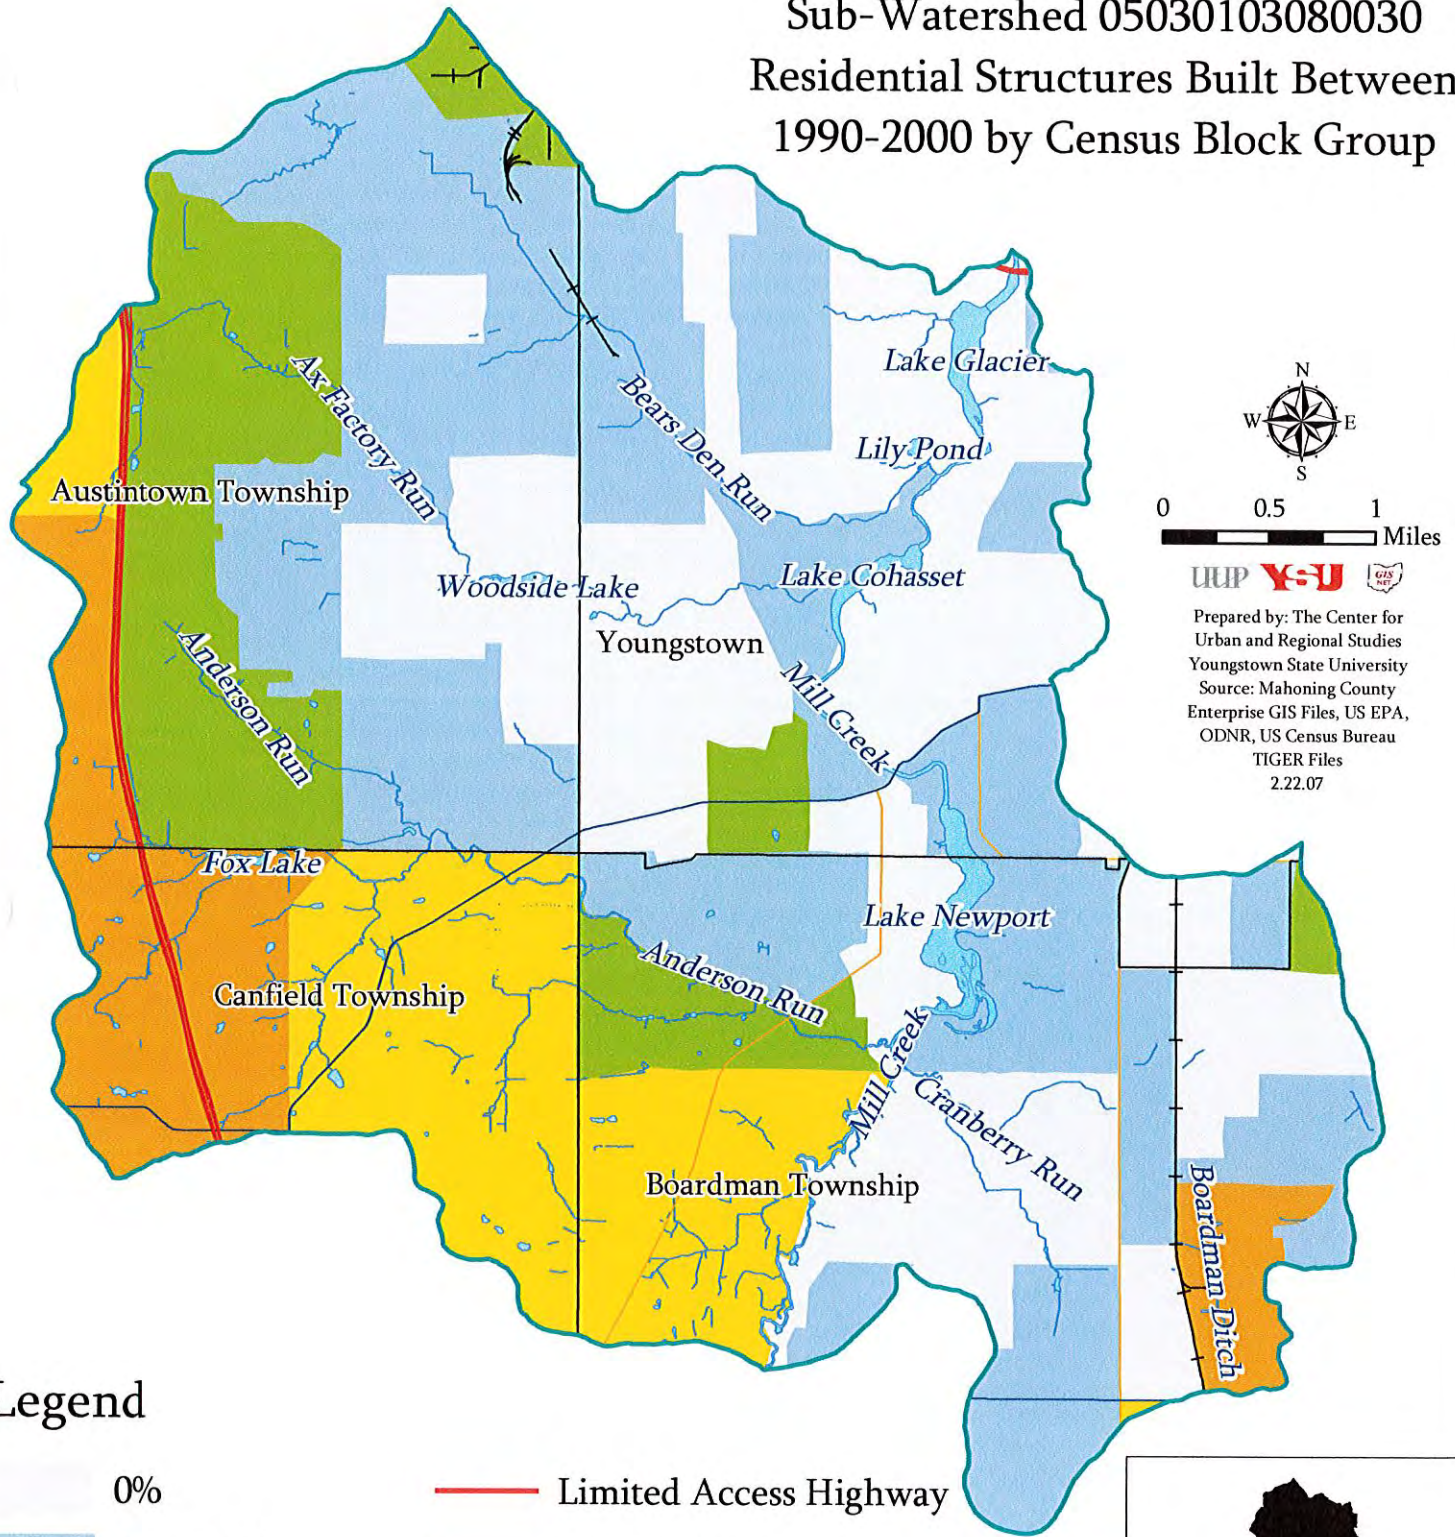 Sub-Watershed 05030103080030
Residential Structures Built Between
1990-2000 by Census Block Group
Lake Glacier
Ax Factory Run
Bears Den Run
Lily Pond
Austintown Township
Woodside Lake
Lake Cohasset
Youngstown
Anderson Run
Mill Creek
Fox Lake
Lake Newport
Anderson Run
Canfield Township
Mill Creek
Cranberry Run
Boardman Township
Boardman Ditch
N
W E
S
0 0.5 1
Miles
UUP YSU GIS NET
Prepared by: The Center for
Urban and Regional Studies
Youngstown State University
Source: Mahoning County
Enterprise GIS Files, US EPA,
ODNR, US Census Bureau
TIGER Files
2.22.07
Legend
0%
Limited Access Highway